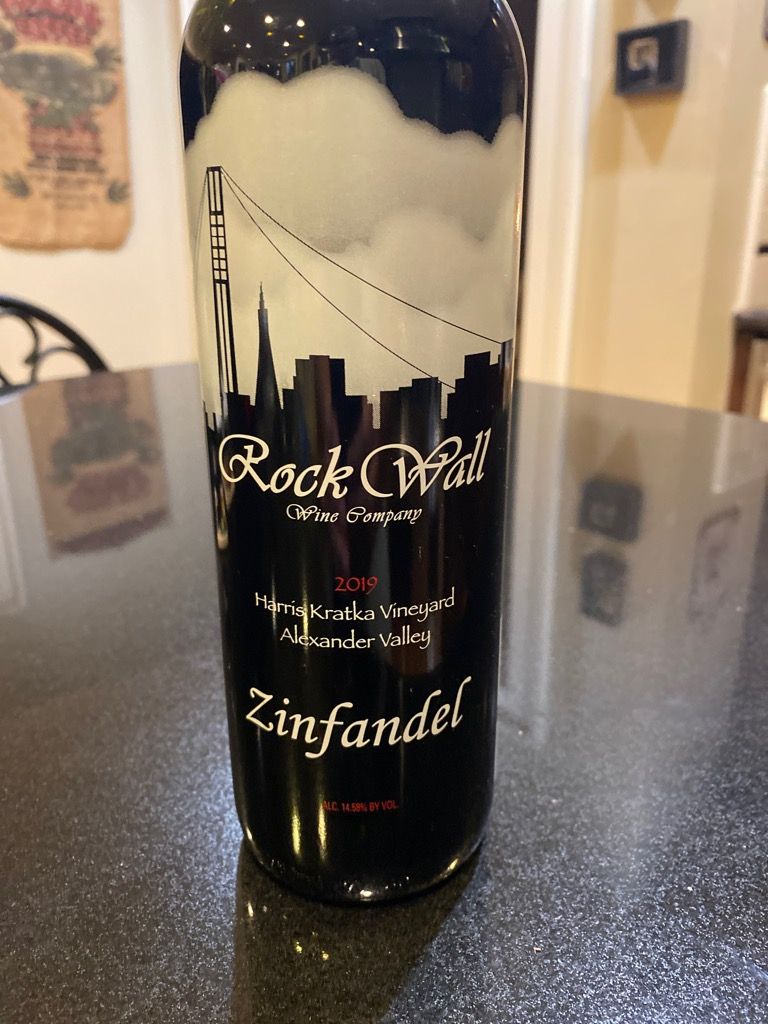 Rock Wall
Wine Company
2019
Harris Kratka Vineyard
Alexander Valley
Zinfandel
ALC. 14.58% BY VOL.